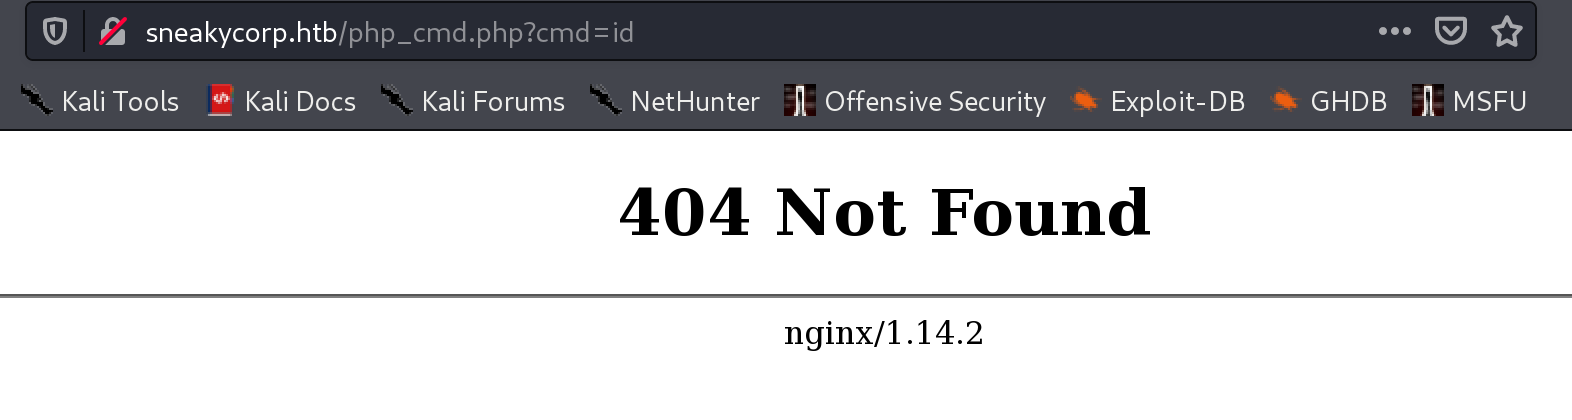 sneakycorp.htb/php_cmd.php?cmd=id
Kali Tools Kali Docs Kali Forums NetHunter Offensive Security Exploit-DB GHDB MSFU
404 Not Found
nginx/1.14.2